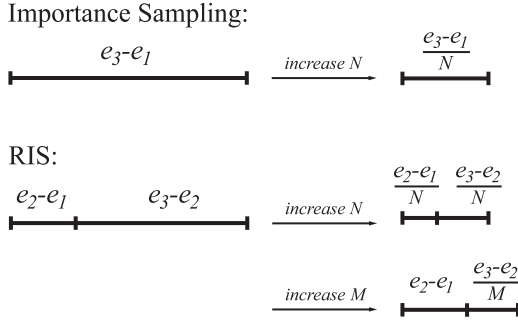 Importance Sampling:
e3-e1
increase N
e3-e1
N
RIS:
e2-e1 e3-e2
increase N
e2-e1 e3-e2
N N
increase M
e2-e1 e3-e2
M